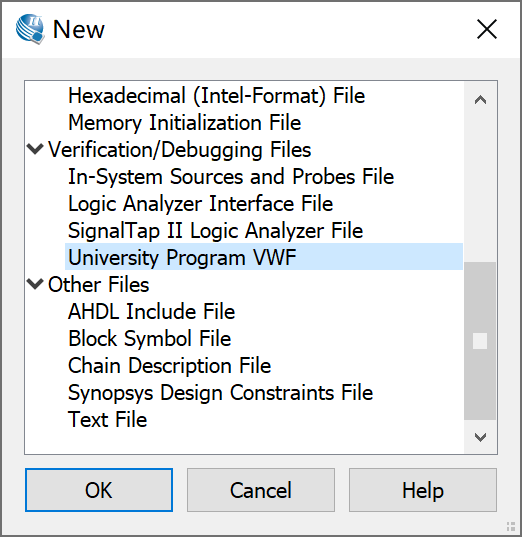 New
Hexadecimal (Intel-Format) File
Memory Initialization File
Verification/Debugging Files
In-System Sources and Probes File
Logic Analyzer Interface File
SignalTap II Logic Analyzer File
University Program VWF
Other Files
AHDL Include File
Block Symbol File
Chain Description File
Synopsys Design Constraints File
Text File
OK
Cancel
Help